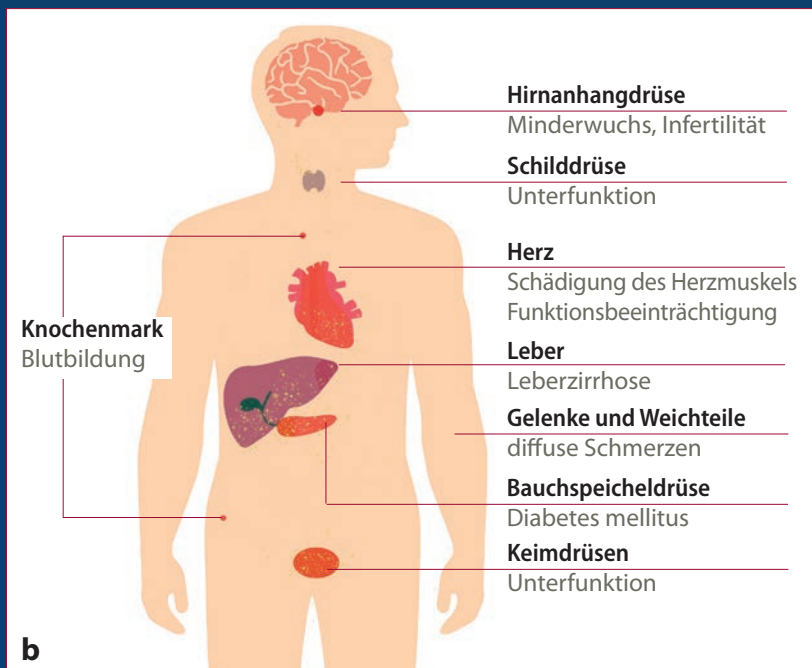 Hirnanhangdrüse
Minderwuchs, Infertilität
Schilddrüse
Unterfunktion
Herz
Schädigung des Herzmuskels
Funktionsbeeinträchtigung
Knochenmark
Blutbildung
Leber
Leberzirrhose
Gelenke und Weichteile
diffuse Schmerzen
Bauchspeicheldrüse
Diabetes mellitus
Keimdrüsen
Unterfunktion
b